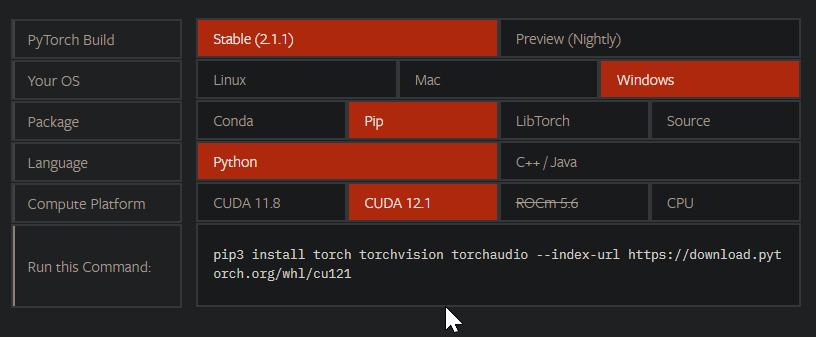 PyTorch Build
Stable (2.1.1)
Preview (Nightly)
Your OS
Linux
Mac
Windows
Package
Conda
Pip
LibTorch
Source
Language
Python
C++ / Java
Compute Platform
CUDA 11.8
CUDA 12.1
ROCm 5.6
CPU
Run this Command:
pip3 install torch torchvision torchaudio --index-url https://download.pyt
orch.org/whl/cu121